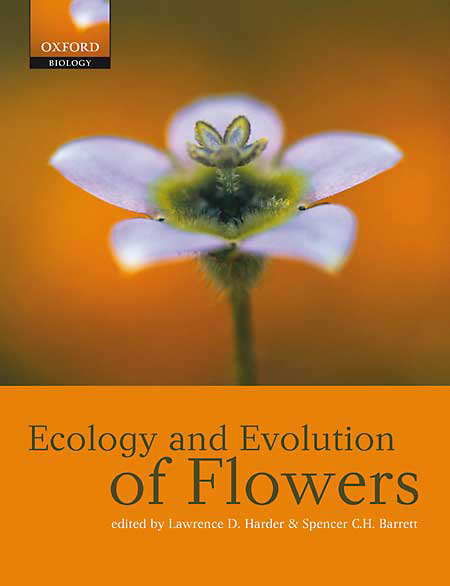 OXFORD
BIOLOGY
Ecology and Evolution
of Flowers
edited by Lawrence D. Harder & Spencer C.H. Barrett